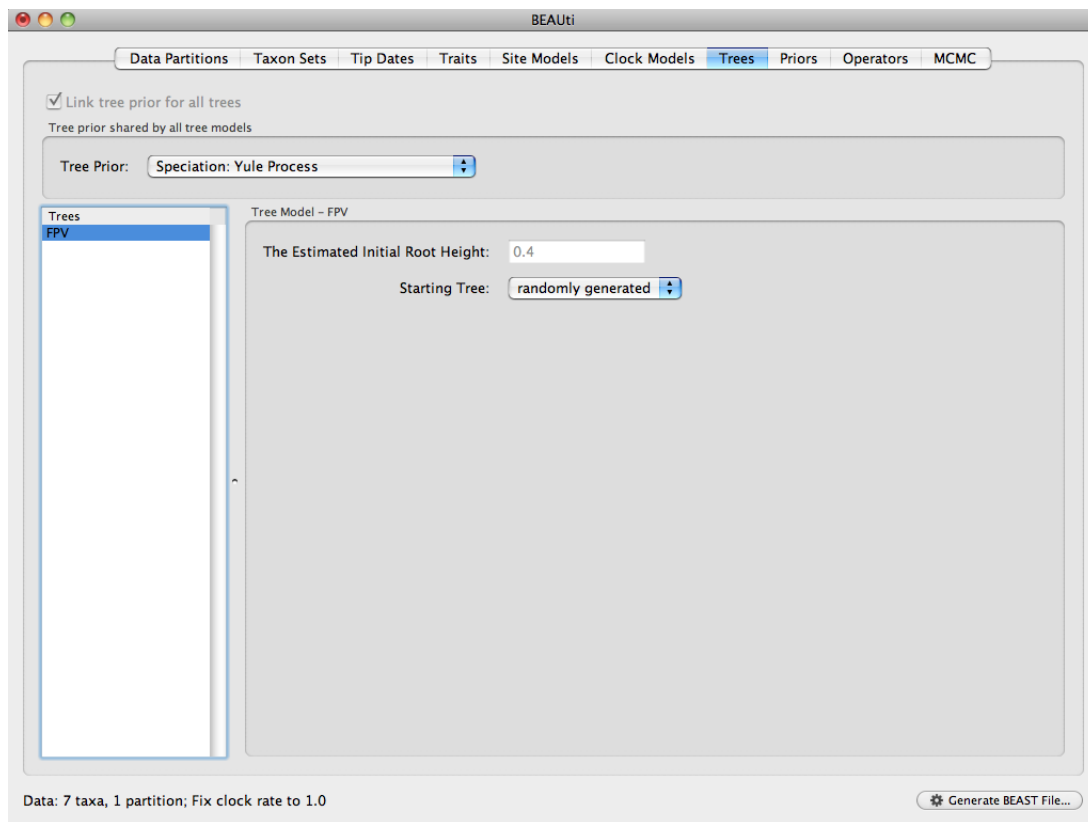 BEAUti
Data Partitions Taxon Sets Tip Dates Traits Site Models Clock Models Trees Priors Operators MCMC
Link tree prior for all trees
Tree prior shared by all tree models
Tree Prior: Speciation: Yule Process
Trees
FPV
Tree Model – FPV
The Estimated Initial Root Height: 0.4
Starting Tree: randomly generated
Data: 7 taxa, 1 partition; Fix clock rate to 1.0
Generate BEAST File...